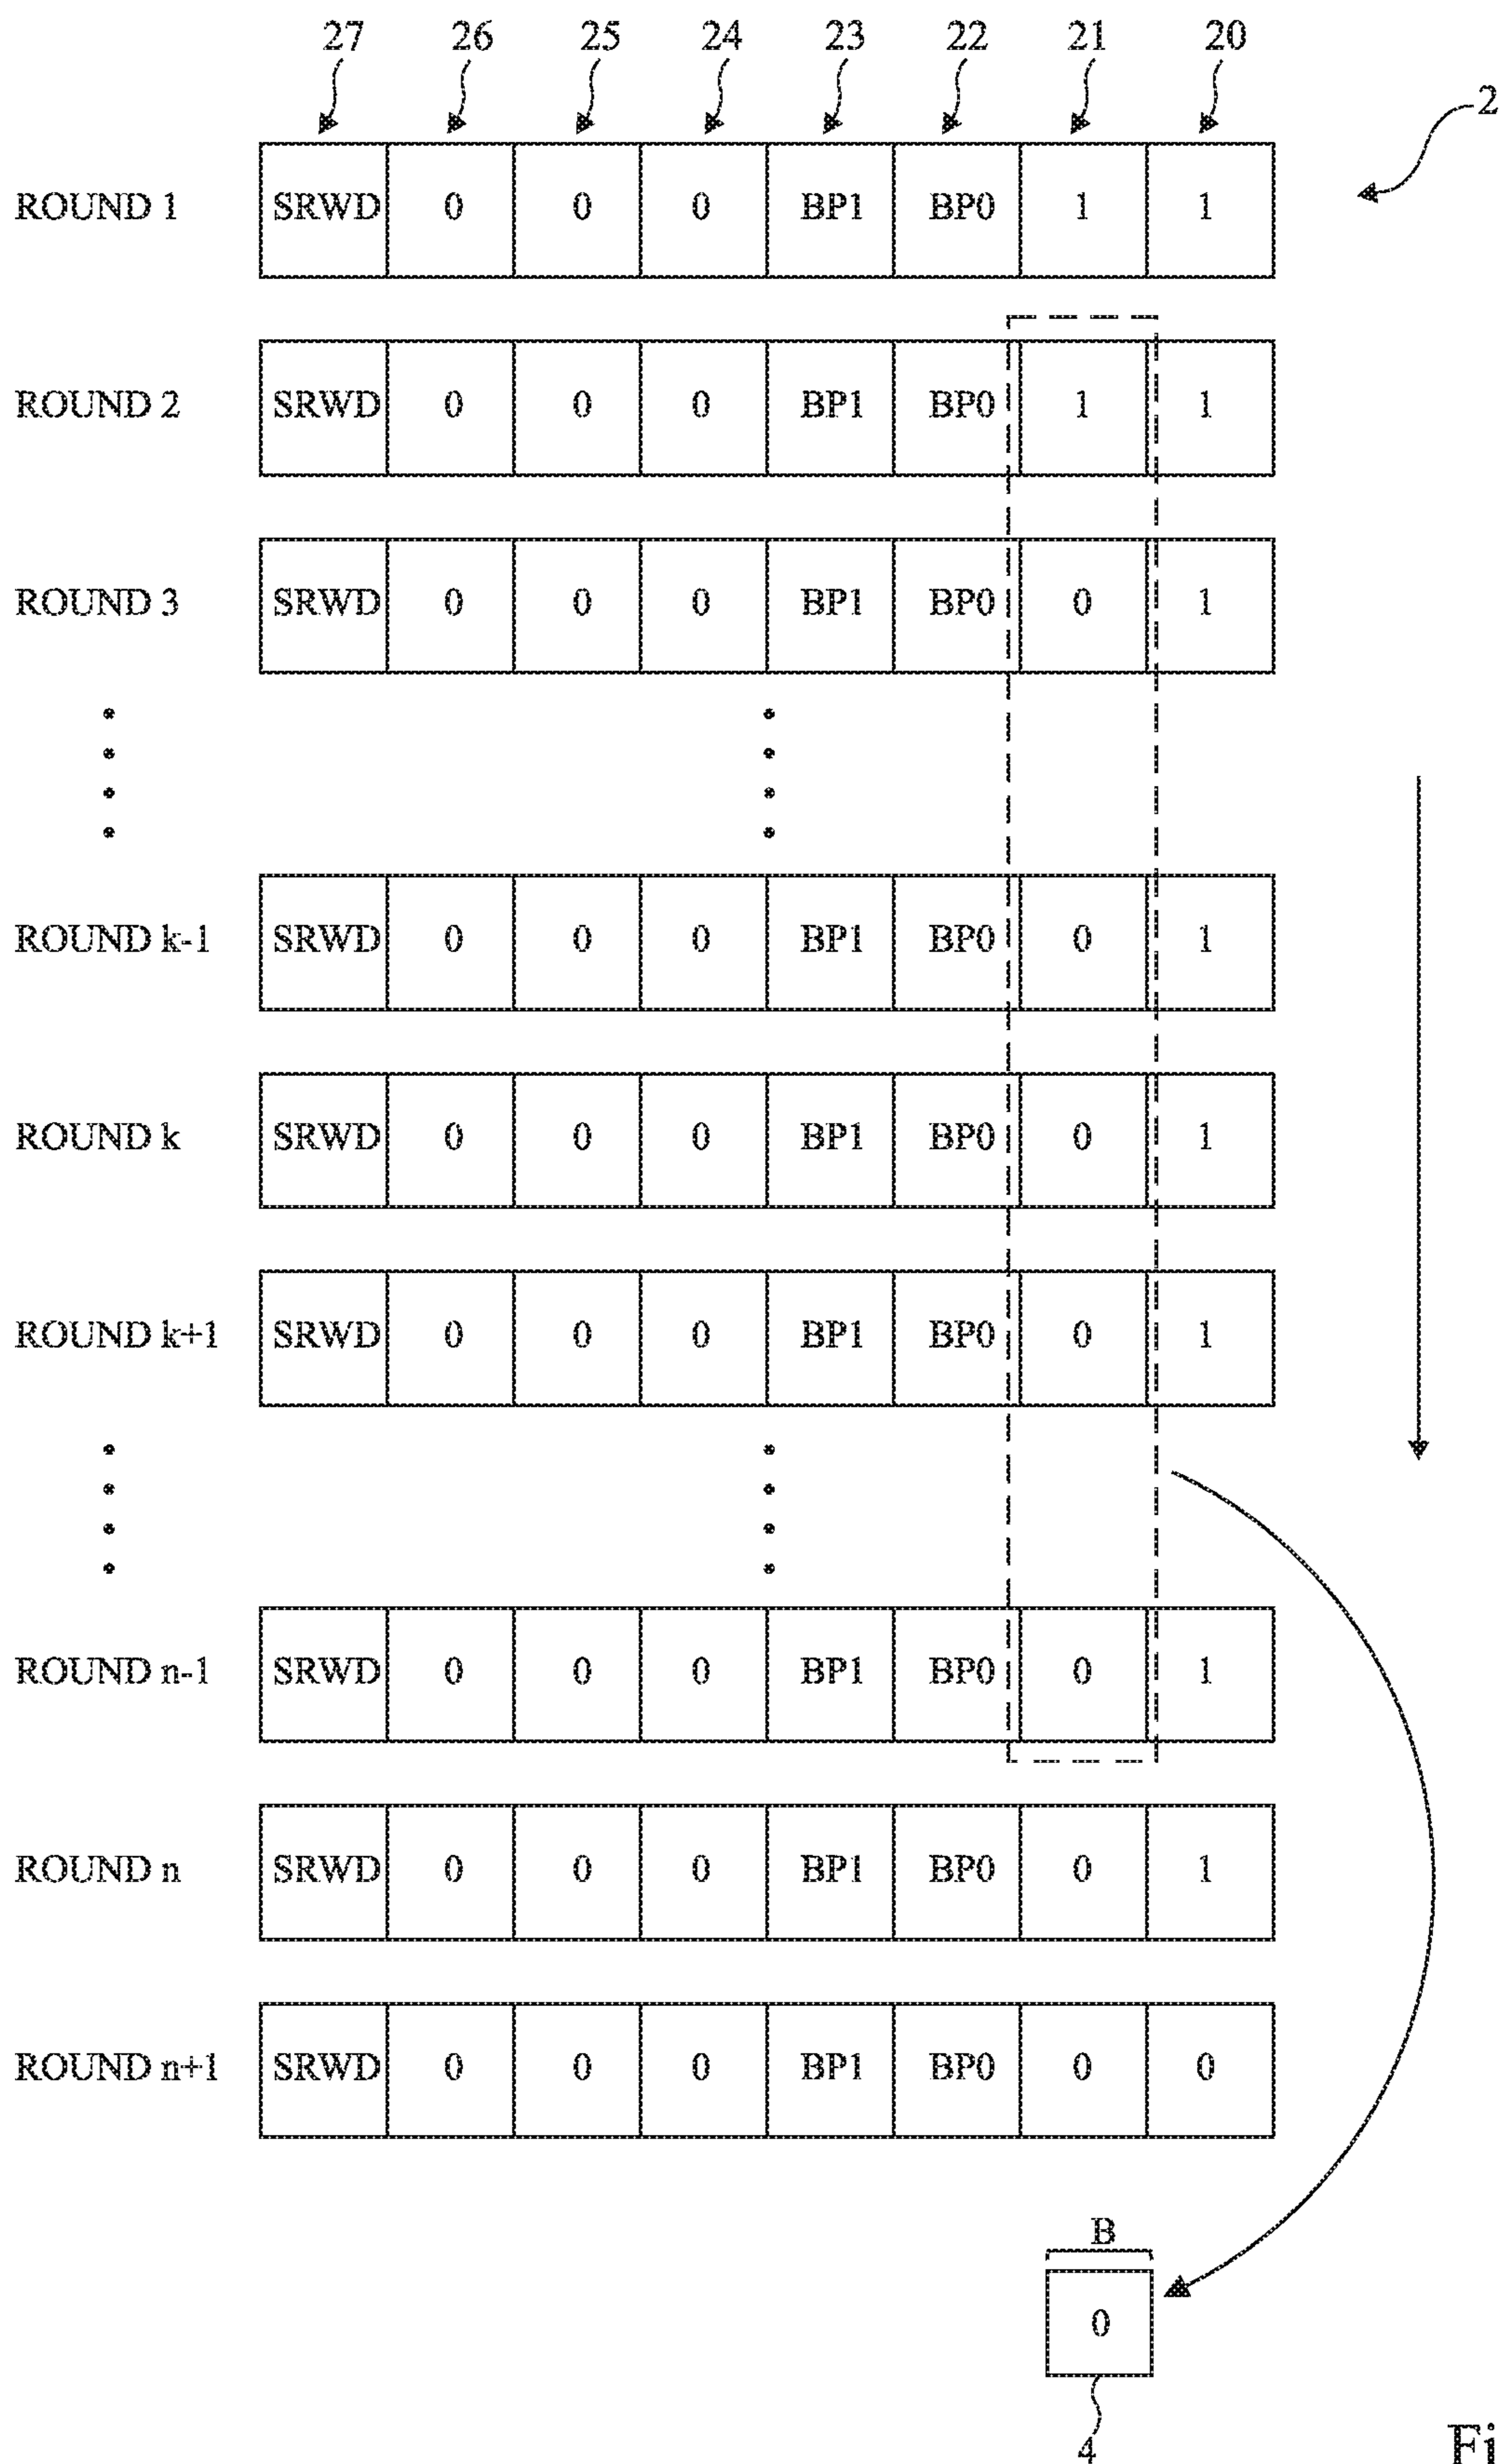 27 26 25 24 23 22 21 20
2
ROUND 1 SRWD 0 0 0 BP1 BP0 1 1
ROUND 2 SRWD 0 0 0 BP1 BP0 1 1
ROUND 3 SRWD 0 0 0 BP1 BP0 0 1
ROUND k-1 SRWD 0 0 0 BP1 BP0 0 1
ROUND k SRWD 0 0 0 BP1 BP0 0 1
ROUND k+1 SRWD 0 0 0 BP1 BP0 0 1
ROUND n-1 SRWD 0 0 0 BP1 BP0 0 1
ROUND n SRWD 0 0 0 BP1 BP0 0 1
ROUND n+1 SRWD 0 0 0 BP1 BP0 0 0
B
0
4
Fi